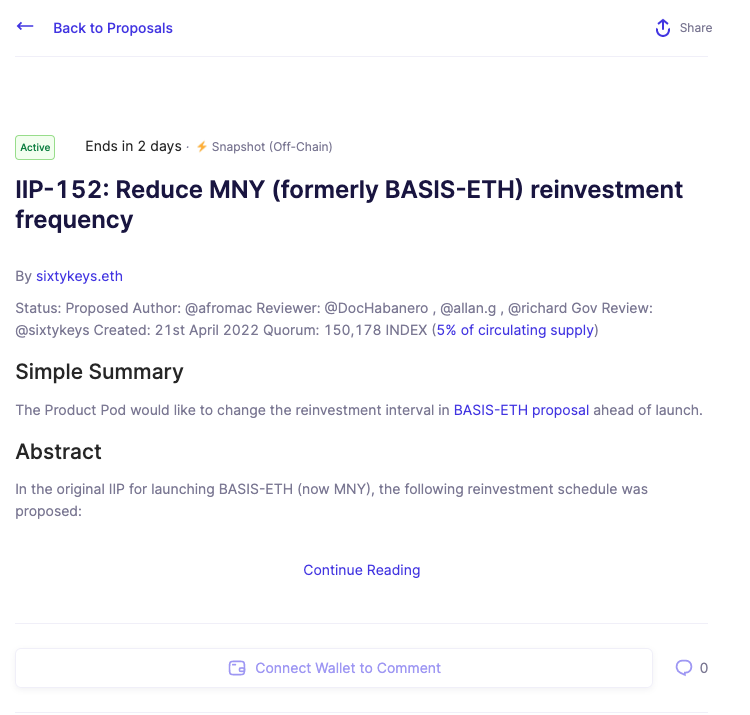 ← Back to Proposals
Share
Active
Ends in 2 days · ⚡ Snapshot (Off-Chain)
IIP-152: Reduce MNY (formerly BASIS-ETH) reinvestment
frequency
By sixtykeys.eth
Status: Proposed Author: @afromac Reviewer: @DocHabanero , @allan.g , @richard Gov Review:
@sixtykeys Created: 21st April 2022 Quorum: 150,178 INDEX (5% of circulating supply)
Simple Summary
The Product Pod would like to change the reinvestment interval in BASIS-ETH proposal ahead of launch.
Abstract
In the original IIP for launching BASIS-ETH (now MNY), the following reinvestment schedule was
proposed:
Continue Reading
Connect Wallet to Comment
0